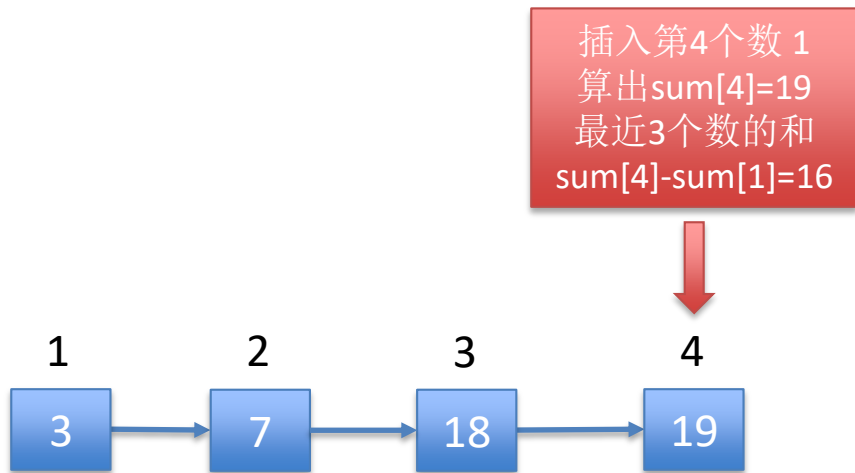 插入第4个数 1
算出sum[4]=19
最近3个数的和
sum[4]-sum[1]=16
1 2 3 4
3 7 18 19